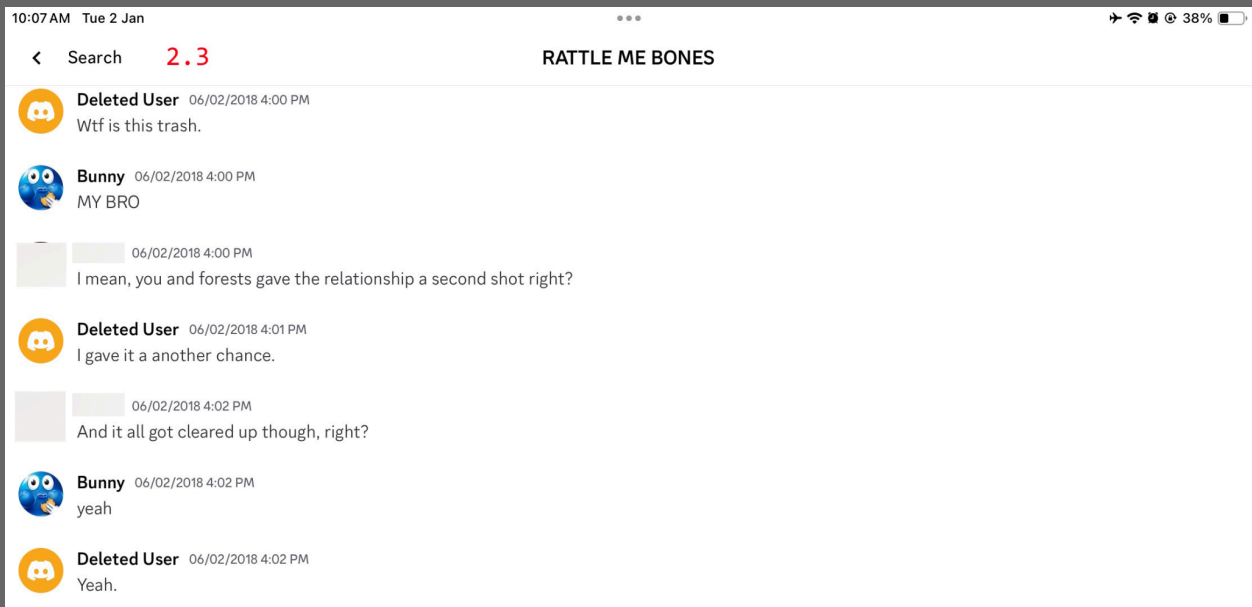 10:07 AM Tue 2 Jan
38%
Search 2.3 RATTLE ME BONES
Deleted User 06/02/2018 4:00 PM
Wtf is this trash.
Bunny 06/02/2018 4:00 PM
MY BRO
06/02/2018 4:00 PM
I mean, you and forests gave the relationship a second shot right?
Deleted User 06/02/2018 4:01 PM
I gave it a another chance.
06/02/2018 4:02 PM
And it all got cleared up though, right?
Bunny 06/02/2018 4:02 PM
yeah
Deleted User 06/02/2018 4:02 PM
Yeah.